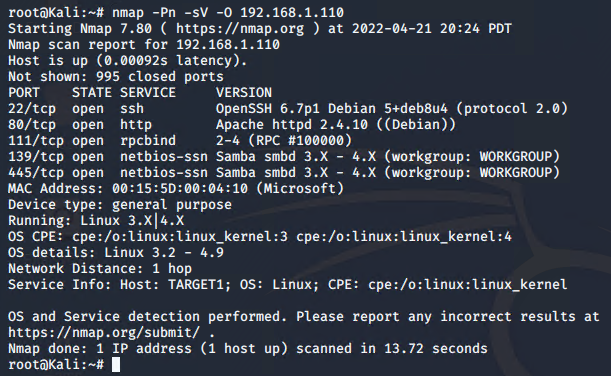 root@Kali:~# nmap -Pn -sV -O 192.168.1.110
Starting Nmap 7.80 ( https://nmap.org ) at 2022-04-21 20:24 PDT
Nmap scan report for 192.168.1.110
Host is up (0.00092s latency).
Not shown: 995 closed ports
PORT    STATE SERVICE     VERSION
22/tcp  open  ssh         OpenSSH 6.7p1 Debian 5+deb8u4 (protocol 2.0)
80/tcp  open  http        Apache httpd 2.4.10 ((Debian))
111/tcp open  rpcbind     2-4 (RPC #100000)
139/tcp open  netbios-ssn Samba smbd 3.X - 4.X (workgroup: WORKGROUP)
445/tcp open  netbios-ssn Samba smbd 3.X - 4.X (workgroup: WORKGROUP)
MAC Address: 00:15:5D:00:04:10 (Microsoft)
Device type: general purpose
Running: Linux 3.X|4.X
OS CPE: cpe:/o:linux:linux_kernel:3 cpe:/o:linux:linux_kernel:4
OS details: Linux 3.2 - 4.9
Network Distance: 1 hop
Service Info: Host: TARGET1; OS: Linux; CPE: cpe:/o:linux:linux_kernel

OS and Service detection performed. Please report any incorrect results at
https://nmap.org/submit/ .
Nmap done: 1 IP address (1 host up) scanned in 13.72 seconds
root@Kali:~#